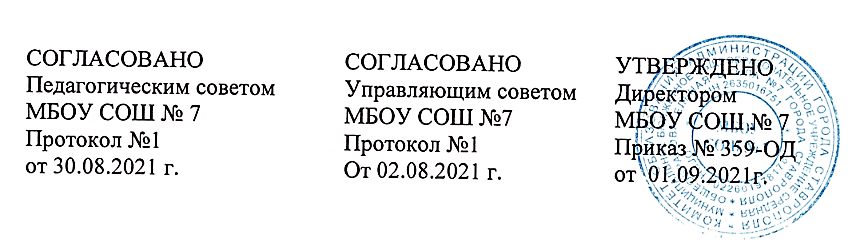 СОГЛАСОВАНО
Педагогическим советом
МБОУ СОШ № 7
Протокол №1
от 30.08.2021 г.
СОГЛАСОВАНО
Управляющим советом
МБОУ СОШ №7
Протокол №1
От 02.08.2021 г.
УТВЕРЖДЕНО
Директором
МБОУ СОШ № 7
Приказ № 359-ОД
от 01.09.2021г.